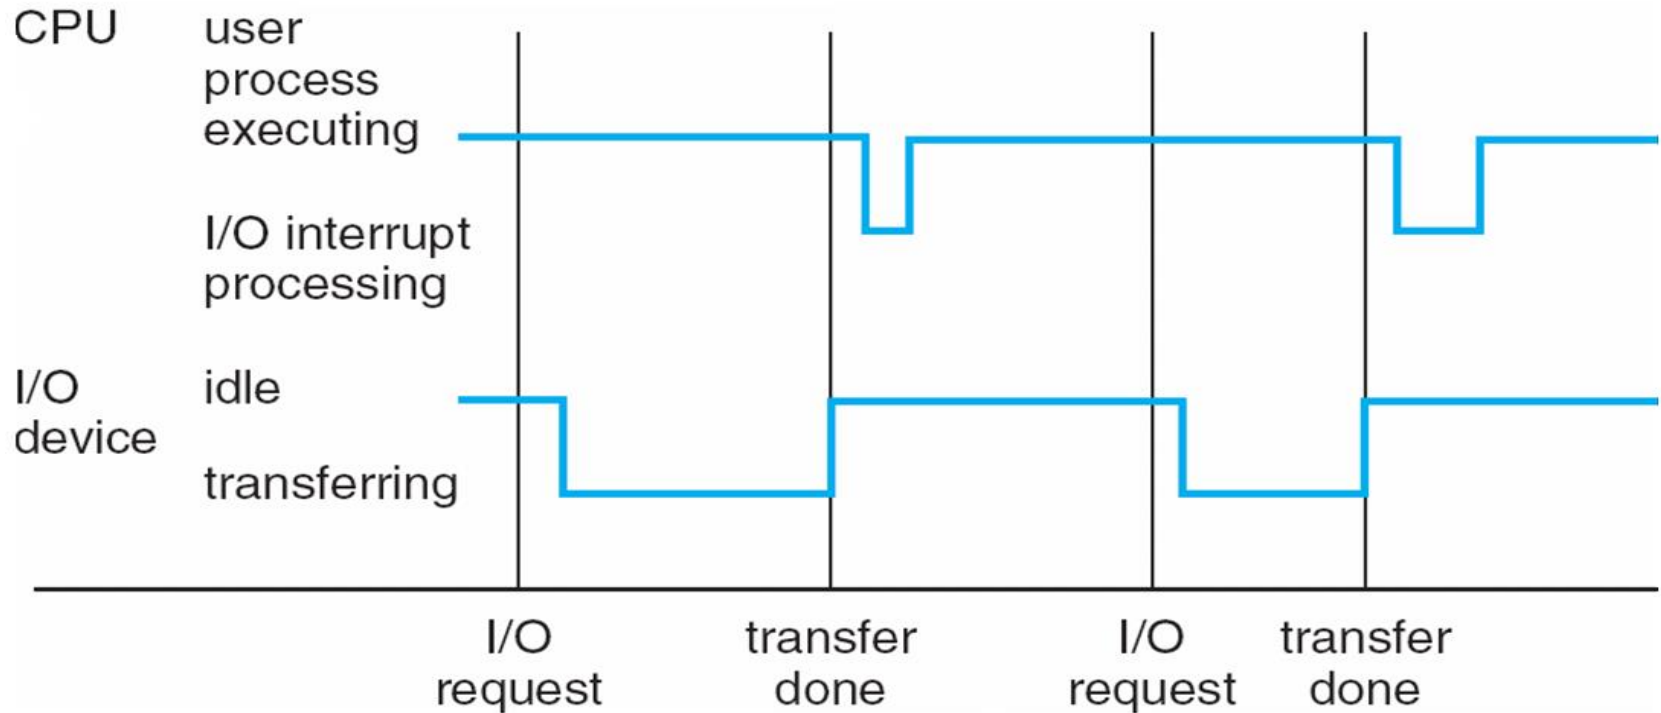 CPU
user
process
executing
I/O interrupt
processing
I/O
device
idle
transferring
I/O
request
transfer
done
I/O
request
transfer
done